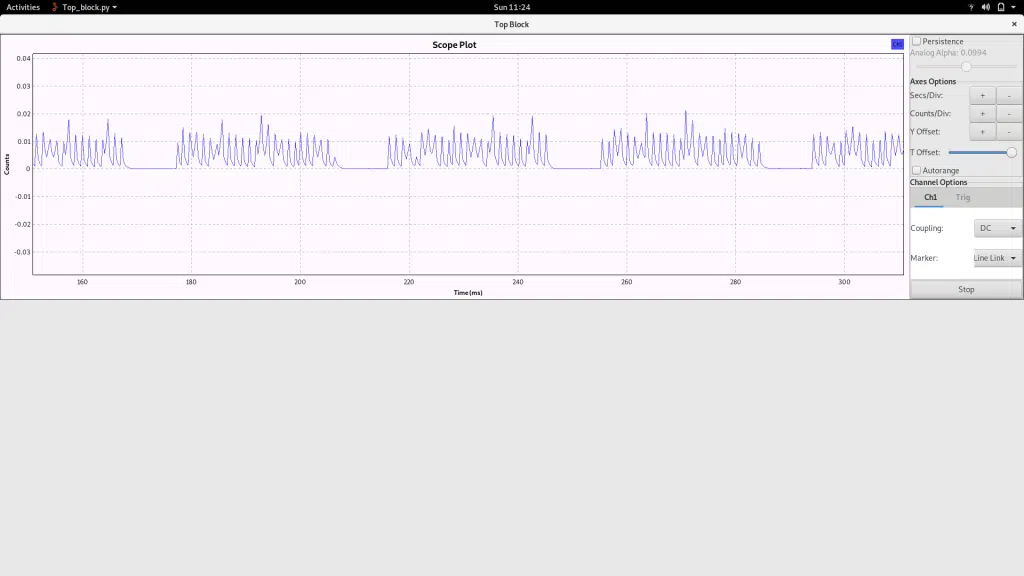 Activities Top_block.py Sun 11:24
Top Block
Scope Plot
Ch1
Counts
0.04
0.03
0.02
0.01
0
-0.01
-0.02
-0.03
160 180 200 220 240 260 280 300
Time (ms)
Persistence
Analog Alpha: 0.0994
Axes Options
Secs/Div: + -
Counts/Div: + -
Y Offset: + -
T Offset:
Autorange
Channel Options
Ch1 Trig
Coupling: DC
Marker: Line Link
Stop